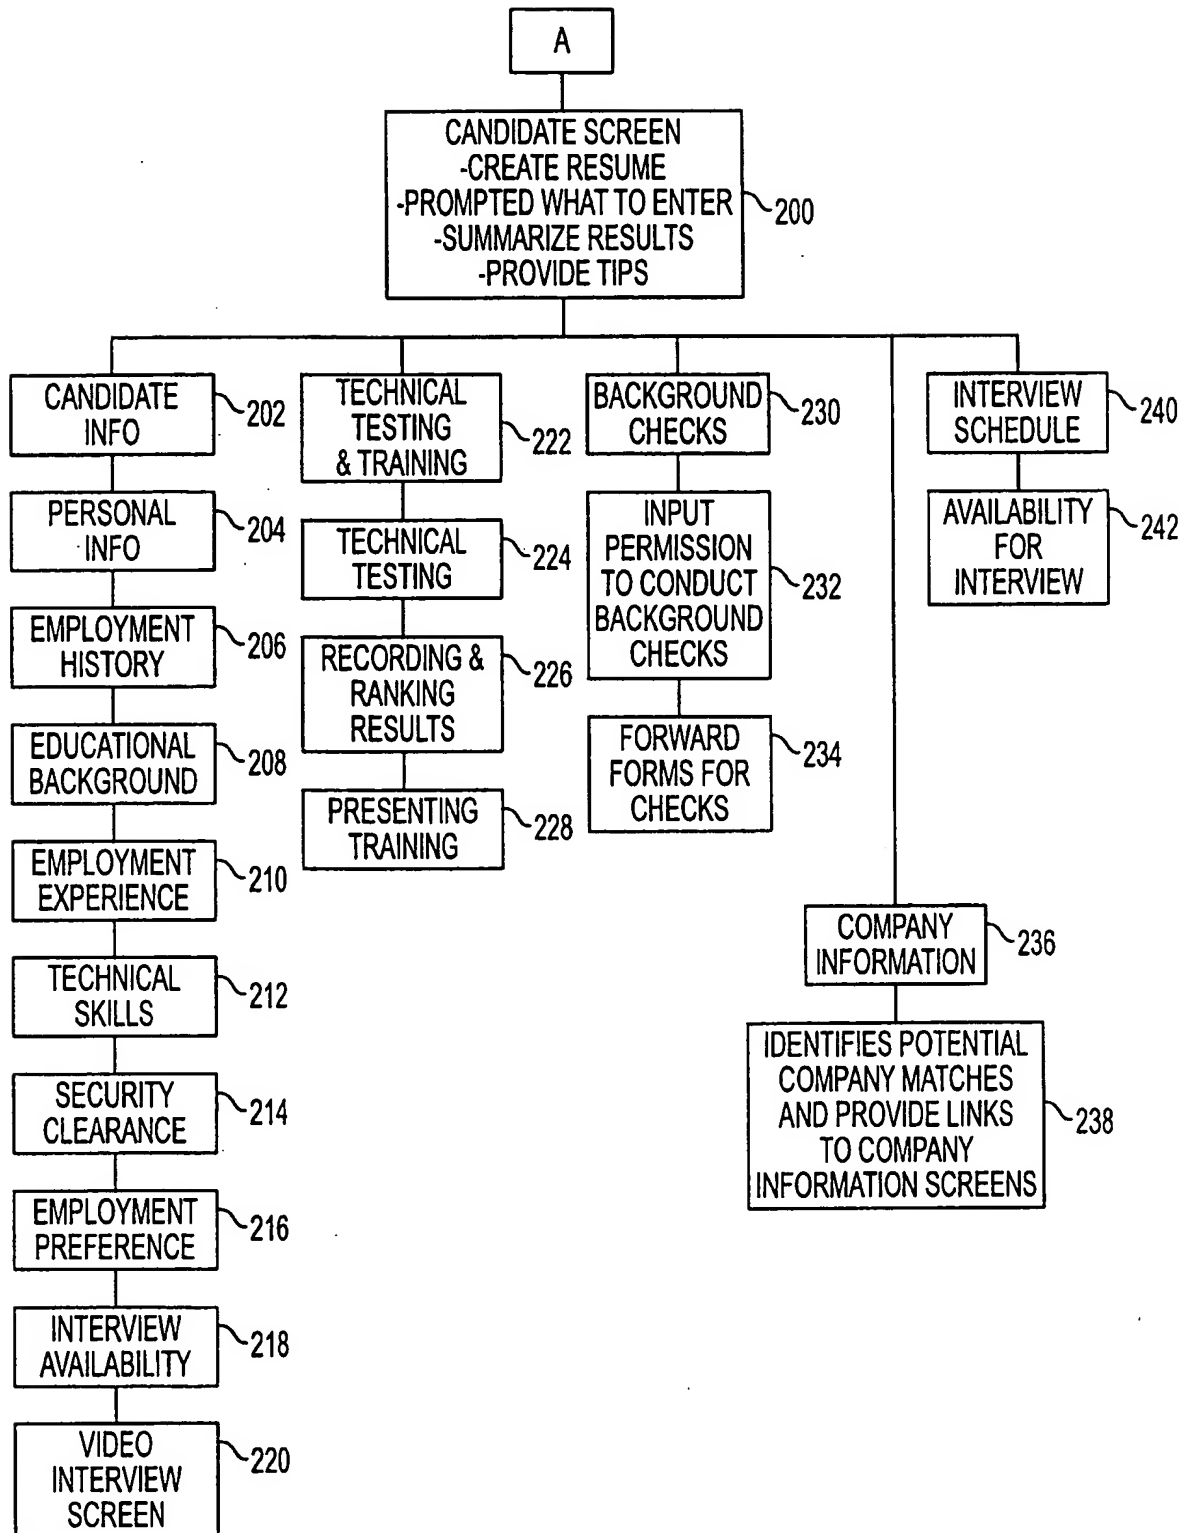 A
CANDIDATE SCREEN
-CREATE RESUME
-PROMPTED WHAT TO ENTER
-SUMMARIZE RESULTS
-PROVIDE TIPS
200
CANDIDATE
INFO
202
PERSONAL
INFO
204
EMPLOYMENT
HISTORY
206
EDUCATIONAL
BACKGROUND
208
EMPLOYMENT
EXPERIENCE
210
TECHNICAL
SKILLS
212
SECURITY
CLEARANCE
214
EMPLOYMENT
PREFERENCE
216
INTERVIEW
AVAILABILITY
218
VIDEO
INTERVIEW
SCREEN
220
TECHNICAL
TESTING
& TRAINING
222
TECHNICAL
TESTING
224
RECORDING &
RANKING
RESULTS
226
PRESENTING
TRAINING
228
BACKGROUND
CHECKS
230
INPUT
PERMISSION
TO CONDUCT
BACKGROUND
CHECKS
232
FORWARD
FORMS FOR
CHECKS
234
COMPANY
INFORMATION
236
IDENTIFIES POTENTIAL
COMPANY MATCHES
AND PROVIDE LINKS
TO COMPANY
INFORMATION SCREENS
238
INTERVIEW
SCHEDULE
240
AVAILABILITY
FOR
INTERVIEW
242